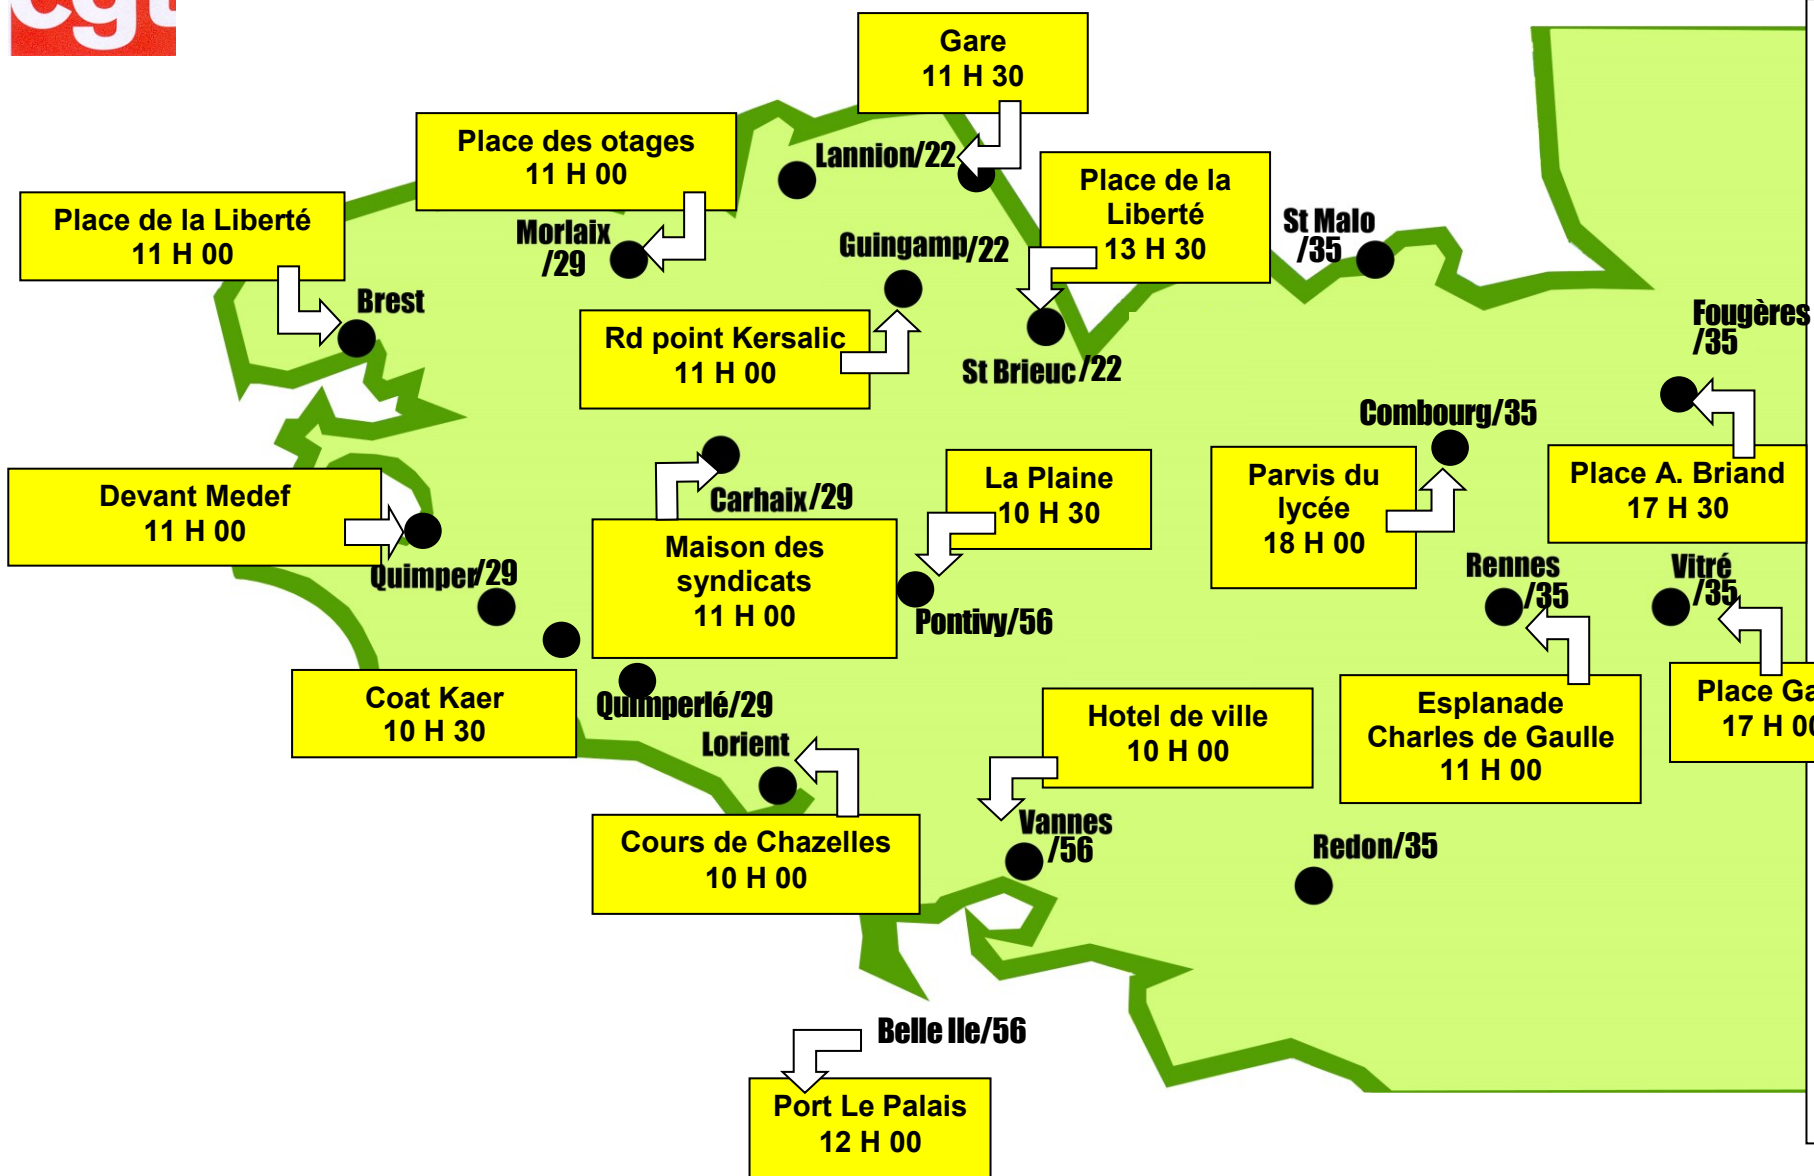 cgt
Gare
11 H 30
Place des otages
11 H 00
Lannion/22
Place de la
Liberté
13 H 30
Place de la Liberté
11 H 00
Morlaix
/29
Guingamp/22
St Malo
/35
Brest
Rd point Kersalic
11 H 00
St Brieuc/22
Fougères
/35
Combourg/35
Devant Medef
11 H 00
Carhaix/29
La Plaine
10 H 30
Parvis du
lycée
18 H 00
Place A. Briand
17 H 30
Quimper/29
Maison des
syndicats
11 H 00
Pontivy/56
Rennes
/35
Vitré
/35
Coat Kaer
10 H 30
Quimperlé/29
Lorient
Hotel de ville
10 H 00
Esplanade
Charles de Gaulle
11 H 00
Place Ga
17 H 00
Cours de Chazelles
10 H 00
Vannes
/56
Redon/35
Belle Ile/56
Port Le Palais
12 H 00